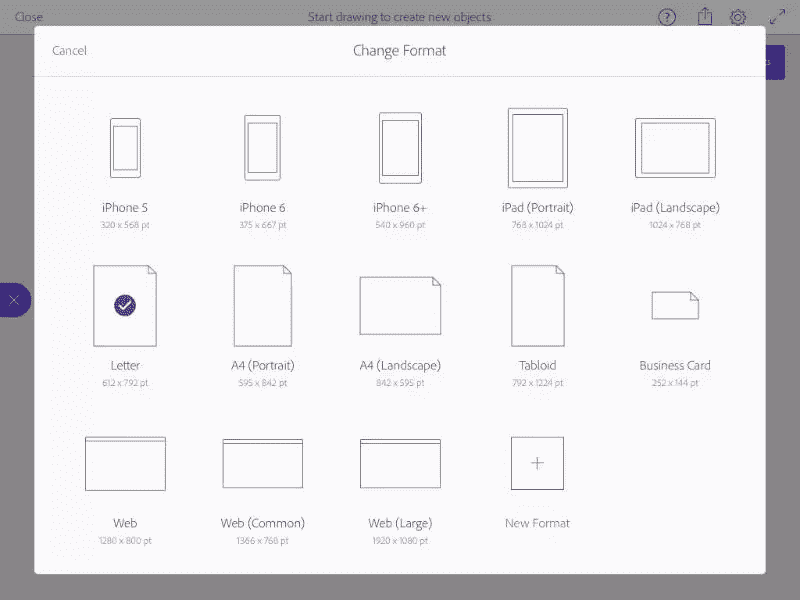 Close
Start drawing to create new objects
?
Cancel
Change Format
iPhone 5
iPhone 6
iPhone 6+
iPad (Portrait)
iPad (Landscape)
320 x 568 pt
375 x 667 pt
540 x 960 pt
768 x 1024 pt
1024 x 768 pt
Letter
A4 (Portrait)
A4 (Landscape)
Tabloid
Business Card
612 x 792 pt
595 x 842 pt
842 x 595 pt
792 x 1224 pt
252 x 144 pt
Web
Web (Common)
Web (Large)
New Format
1280 x 800 pt
1366 x 768 pt
1920 x 1080 pt